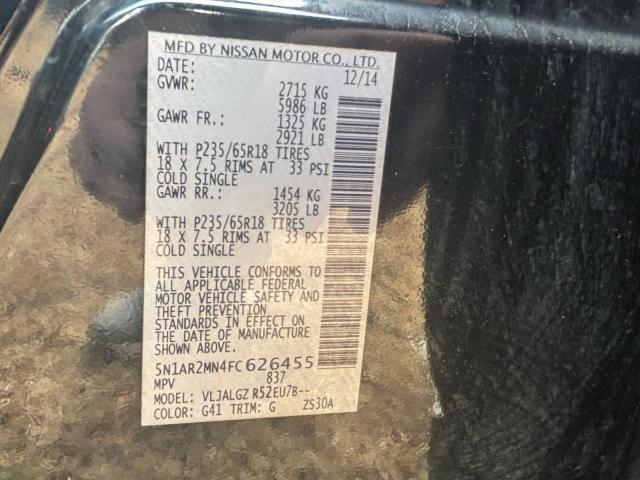 MFD BY NISSAN MOTOR CO., LTD.
DATE: 12/14
GVWR: 2715 KG
5986 LB
GAWR FR.: 1325 KG
2921 LB
WITH P235/65R18 TIRES
18 X 7.5 RIMS AT 33 PSI
COLD SINGLE
GAWR RR.: 1454 KG
3205 LB
WITH P235/65R18 TIRES
18 X 7.5 RIMS AT 33 PSI
COLD SINGLE
THIS VEHICLE CONFORMS TO
ALL APPLICABLE FEDERAL
MOTOR VEHICLE SAFETY AND
THEFT PREVENTION
STANDARDS IN EFFECT ON
THE DATE OF MANUFACTURE
SHOWN ABOVE.
5N1AR2MN4FC626455
MPV 837
MODEL: VLJALGZ R52EU7B--
COLOR: G41 TRIM: G ZS30A